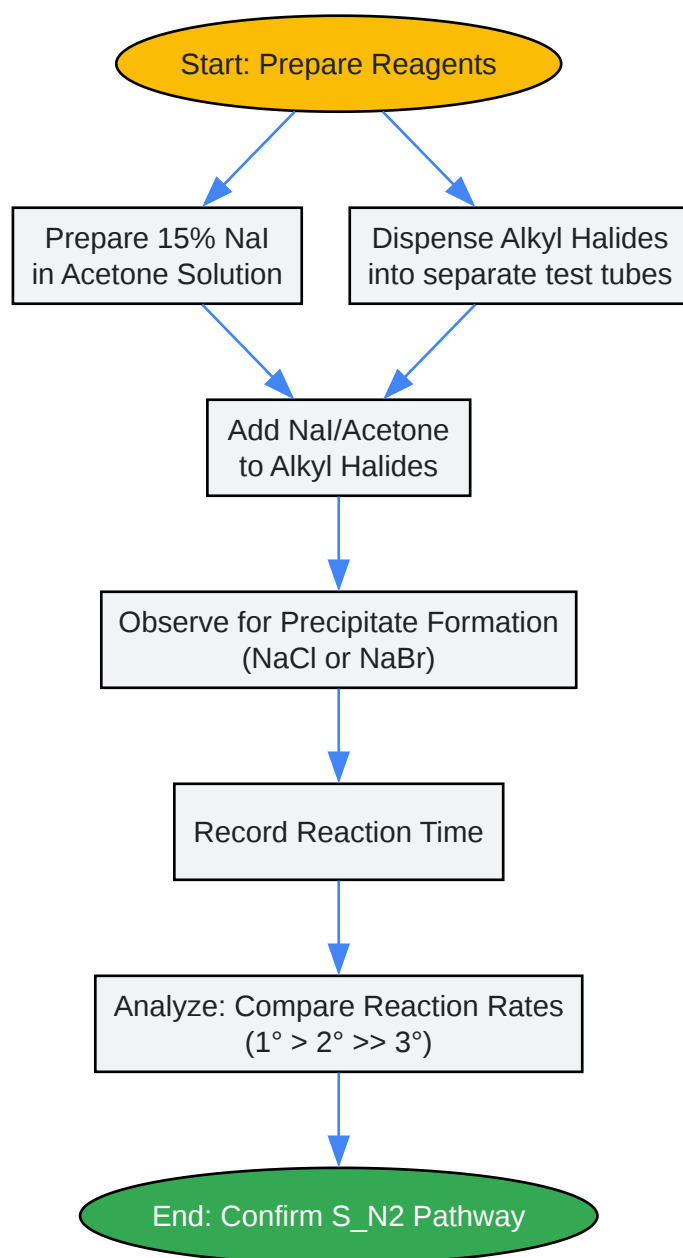 Start: Prepare Reagents
Prepare 15% NaI
in Acetone Solution
Dispense Alkyl Halides
into separate test tubes
Add NaI/Acetone
to Alkyl Halides
Observe for Precipitate Formation
(NaCl or NaBr)
Record Reaction Time
Analyze: Compare Reaction Rates
(1° > 2° >> 3°)
End: Confirm S_N2 Pathway